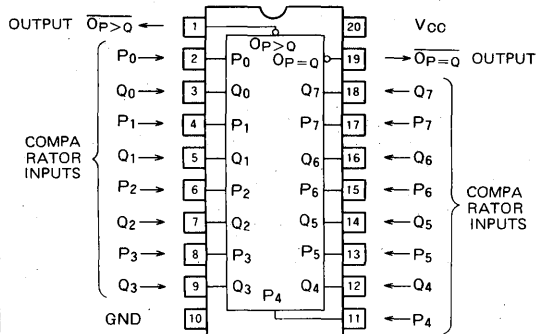 OUTPUT O̅P̅>̅Q̅ ← 1 20 VCC
OP>Q
P0 → 2 P0 OP=Q 19 → O̅P̅=̅Q̅ OUTPUT
Q0 → 3 Q0 Q7 18 ← Q7
P1 → 4 P1 P7 17 ← P7
Q1 → 5 Q1 Q6 16 ← Q6
P2 → 6 P2 P6 15 ← P6
Q2 → 7 Q2 Q5 14 ← Q5
P3 → 8 P3 P5 13 ← P5
Q3 → 9 Q3 Q4 12 ← Q4
GND 10 P4 11 ← P4
COMPA
RATOR
INPUTS
COMPA
RATOR
INPUTS